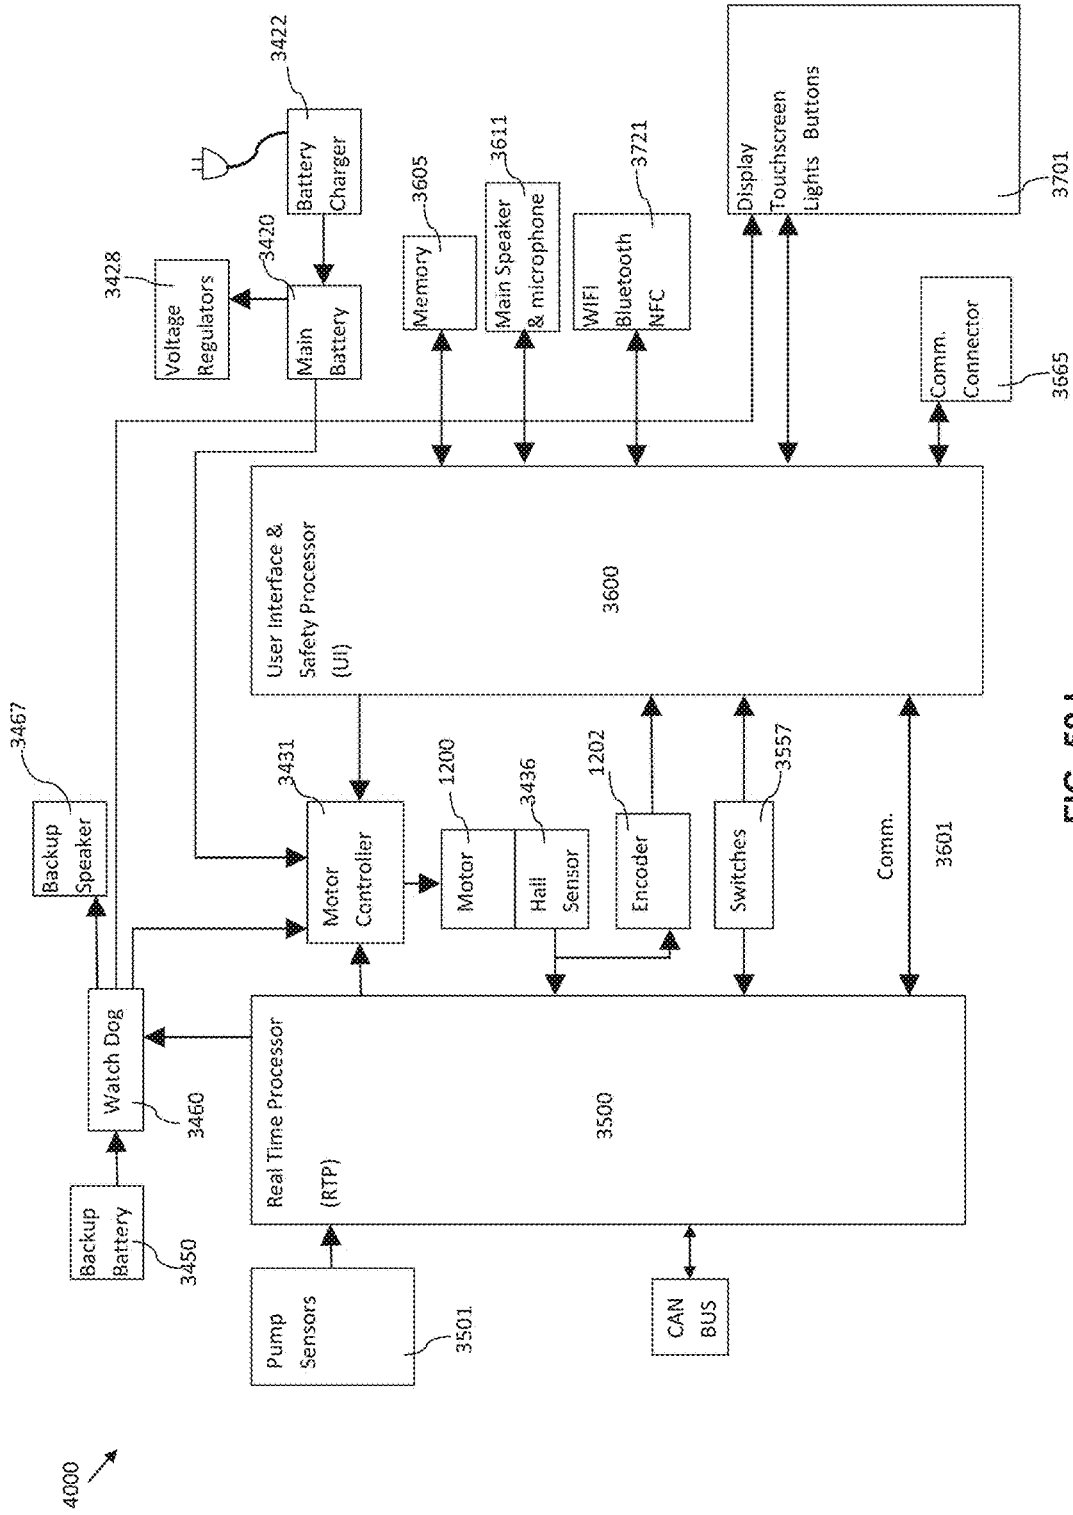 4000
Backup
Battery
3450
Watch Dog
3460
Backup
Speaker
3467
Voltage
Regulators
3428
Main
Battery
3420
Battery
Charger
3422
Pump
Sensors
3501
Real Time Processor
(RTP)
3500
CAN
BUS
Motor
Controller
3431
Motor
1200
Hall
Sensor
3436
Encoder
1202
Switches
3557
Comm.
3601
User Interface &
Safety Processor
(UI)
3600
Memory
3605
Main Speaker
& microphone
3611
WIFI
Bluetooth
NFC
3721
Display
Touchscreen
Lights Buttons
3701
Comm.
Connector
3665